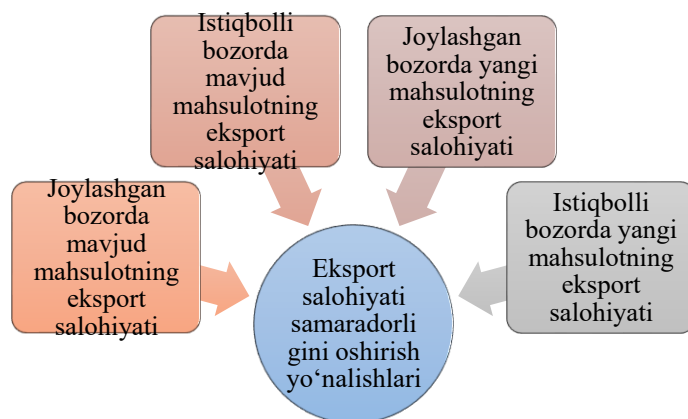 Joylashgan
bozorda
mavjud
mahsulotning
eksport
salohiyati
Istiqbolli
bozorda
mavjud
mahsulotning
eksport
salohiyati
Joylashgan
bozorda yangi
mahsulotning
eksport
salohiyati
Istiqbolli
bozorda yangi
mahsulotning
eksport
salohiyati
Eksport
salohiyati
samaradorli
gini oshirish
yo‘nalishlari